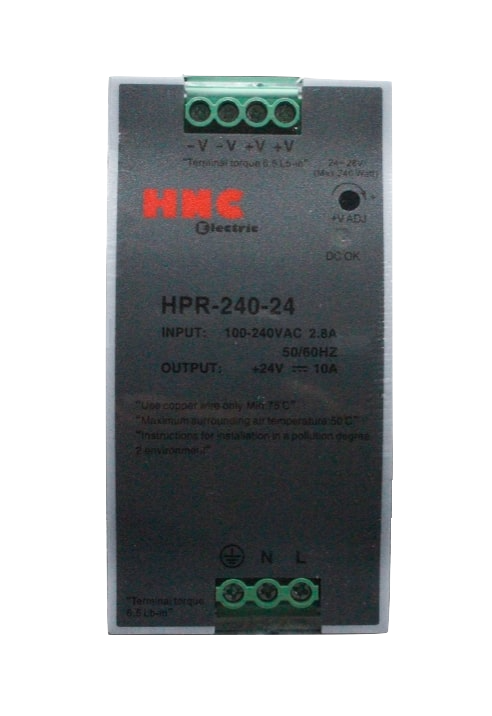 -V -V +V +V
"Terminal torque 6.5 Lb-in"
24~28V
(Max.240 Watt)
+
+V ADJ
DC OK
HNC
Electric
HPR-240-24
INPUT: 100-240VAC 2.8A
50/60HZ
OUTPUT: +24V 10A
"Use copper wire only Min.75℃"
"Maximum surrounding air temperature:50℃"
"Instructions for installation in a pollution degree
2 environment"
N L
"Terminal torque
6.5 Lb-in"